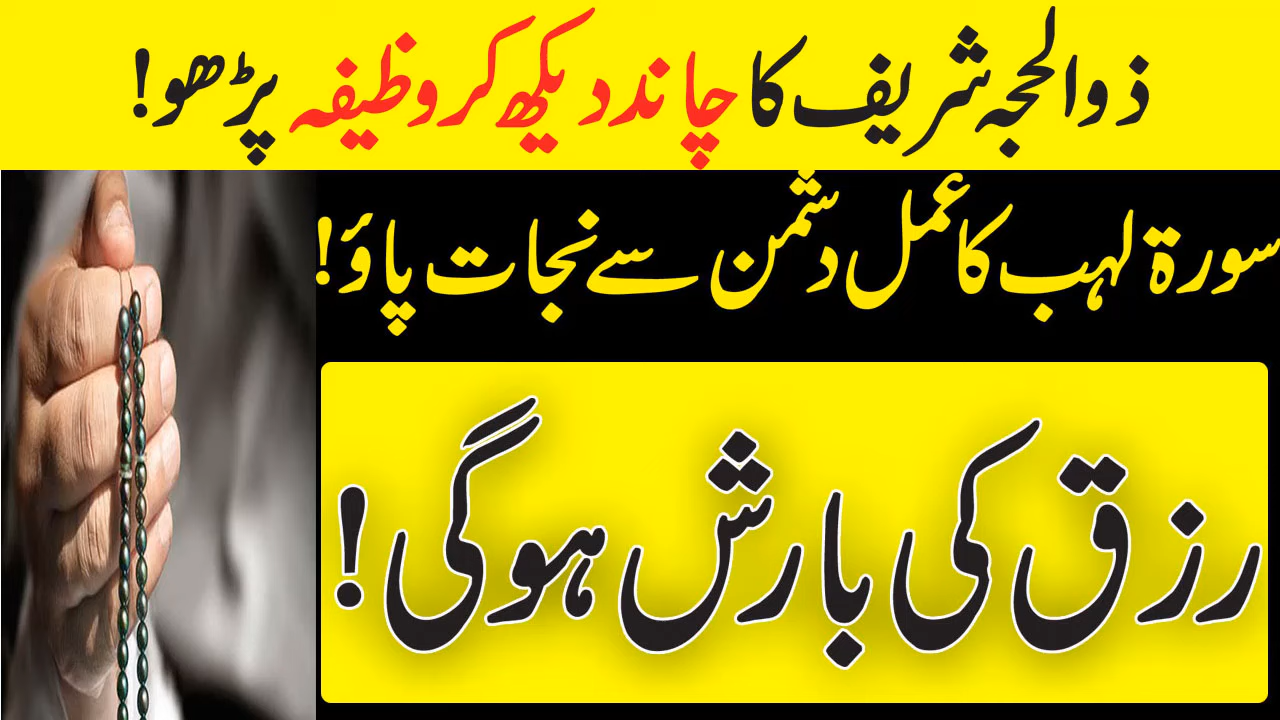 ذوالحجہ شریف کا چاند دیکھ کر وظیفہ پڑھو!
سورۃ لہب کا عمل دشمن سے نجات پاؤ!
رزق کی بارش ہوگی!